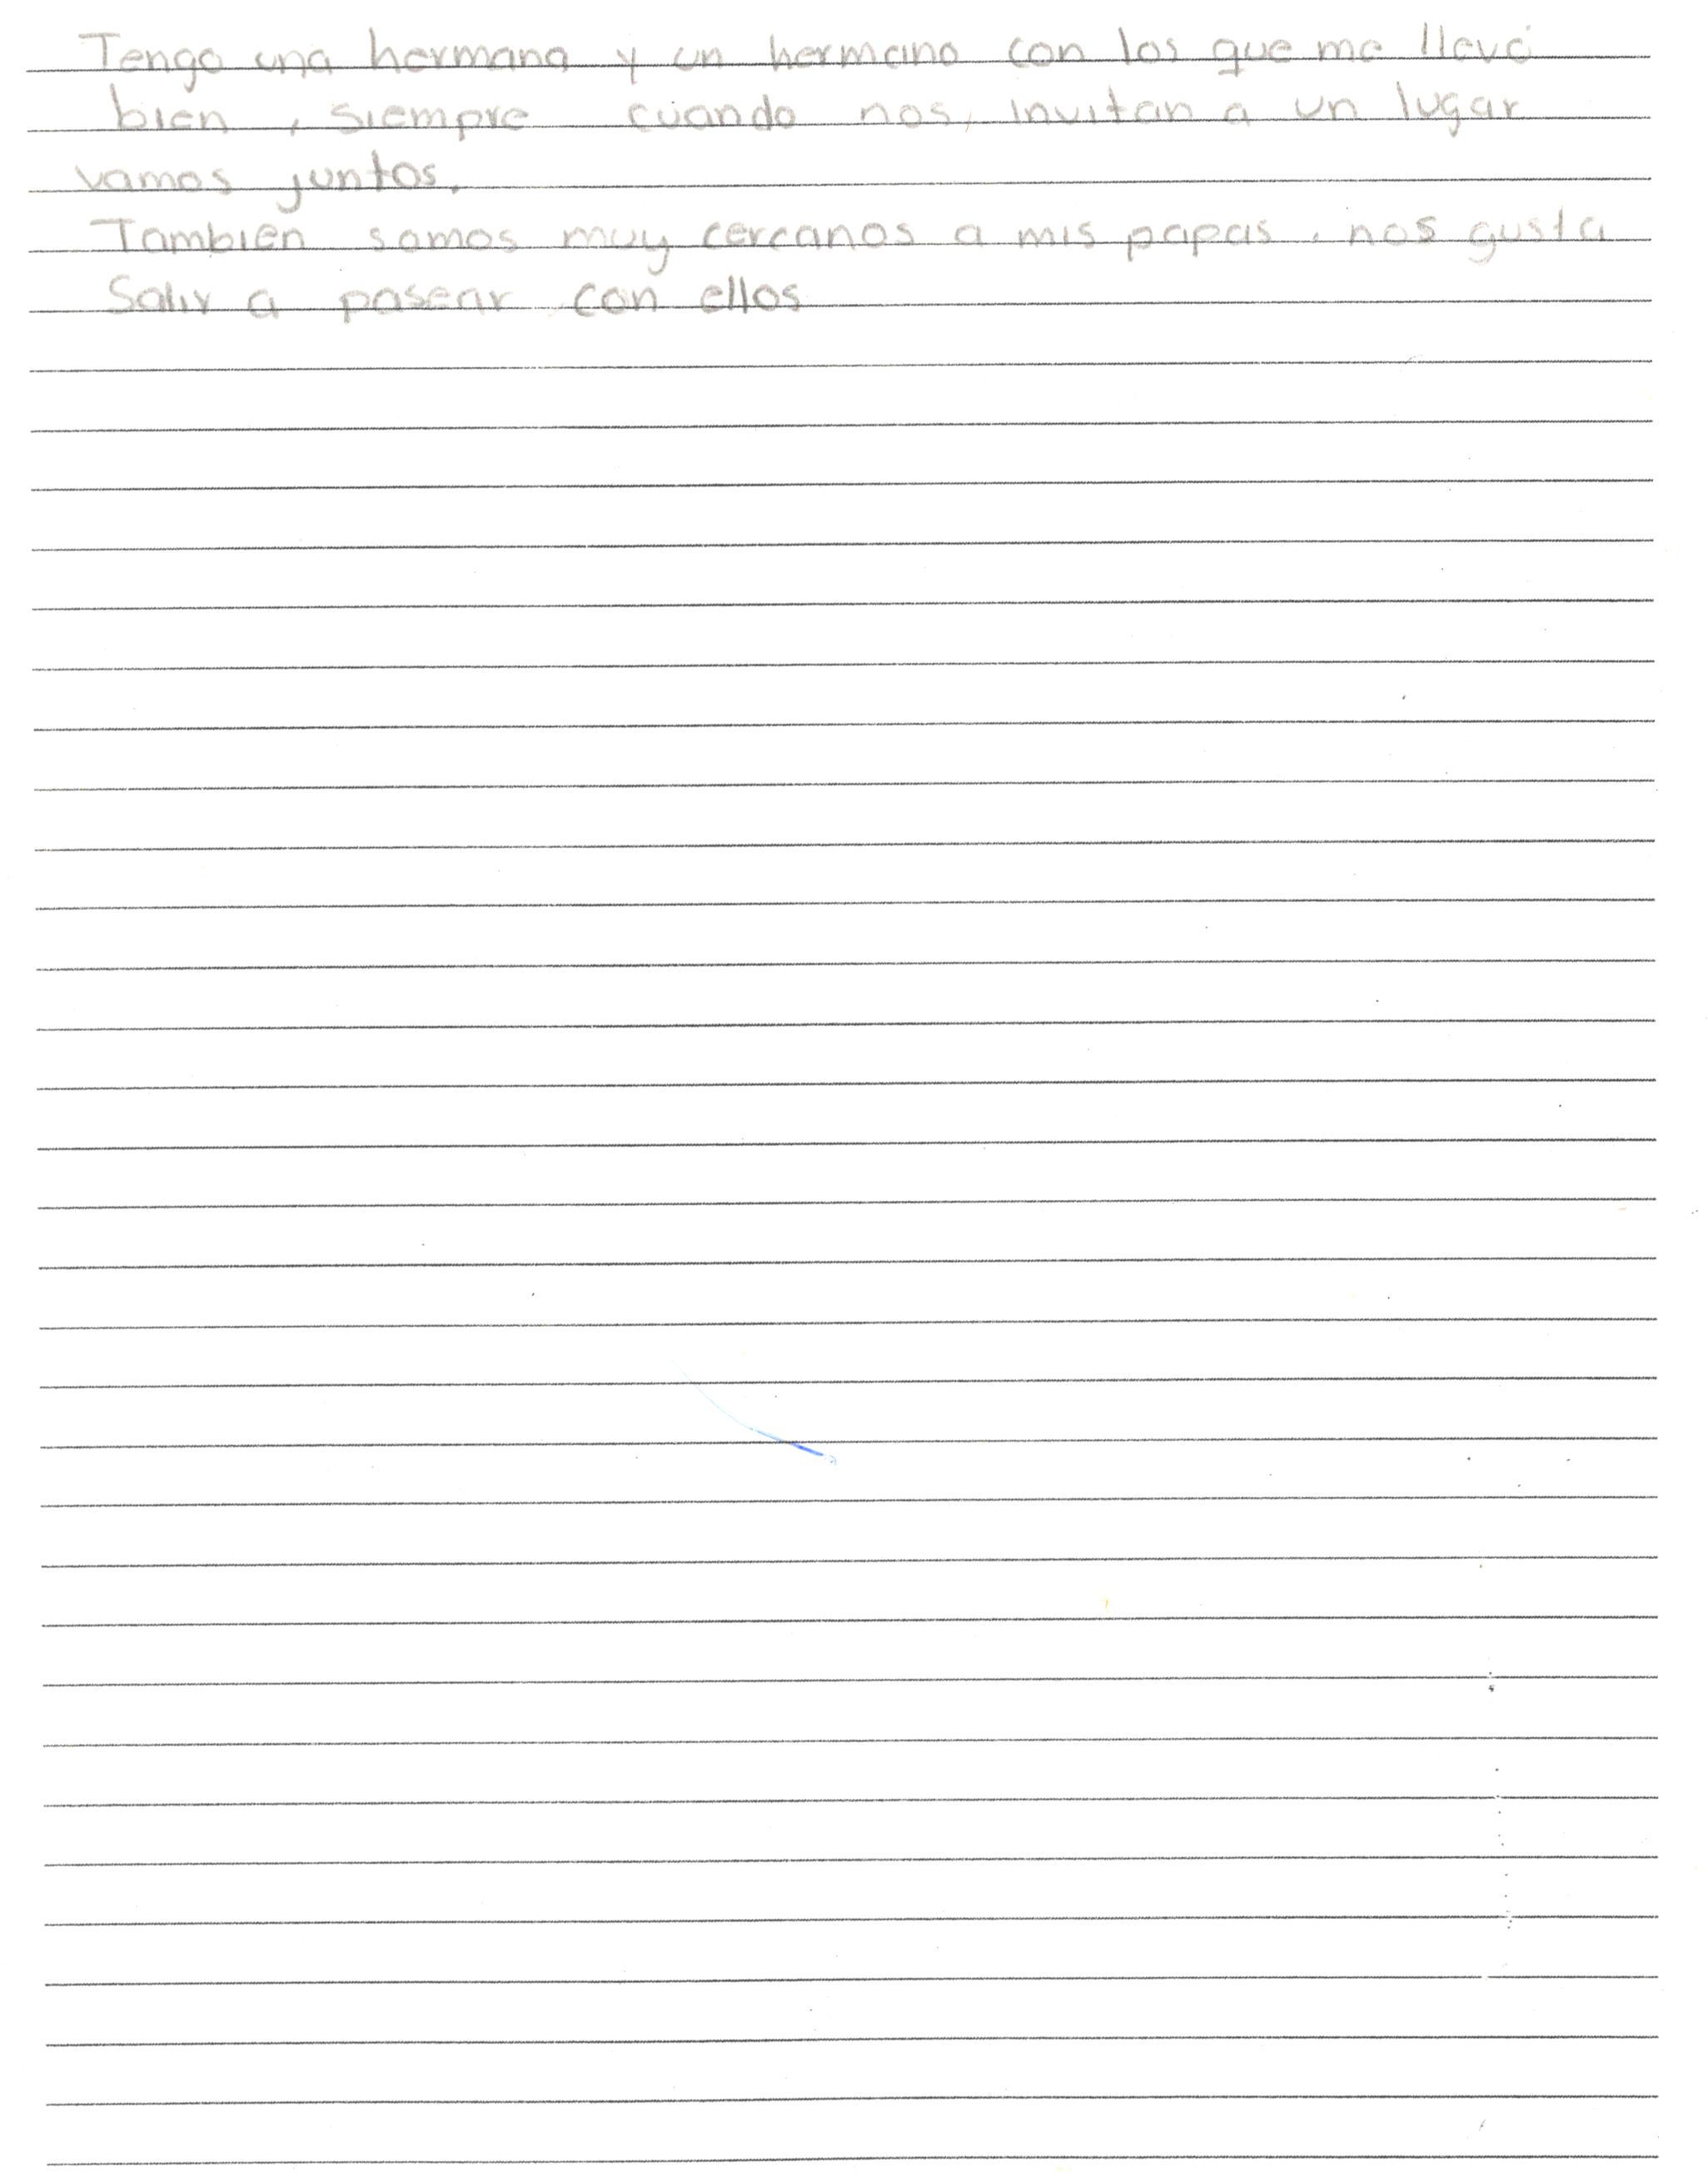 Tengo una hermana y un hermano con los que me llevo
bien, siempre cuando nos, invitan a un lugar
vamos juntos.
Tambien somos muy cercanos a mis papas, nos gusta
Salir a pasear con ellos